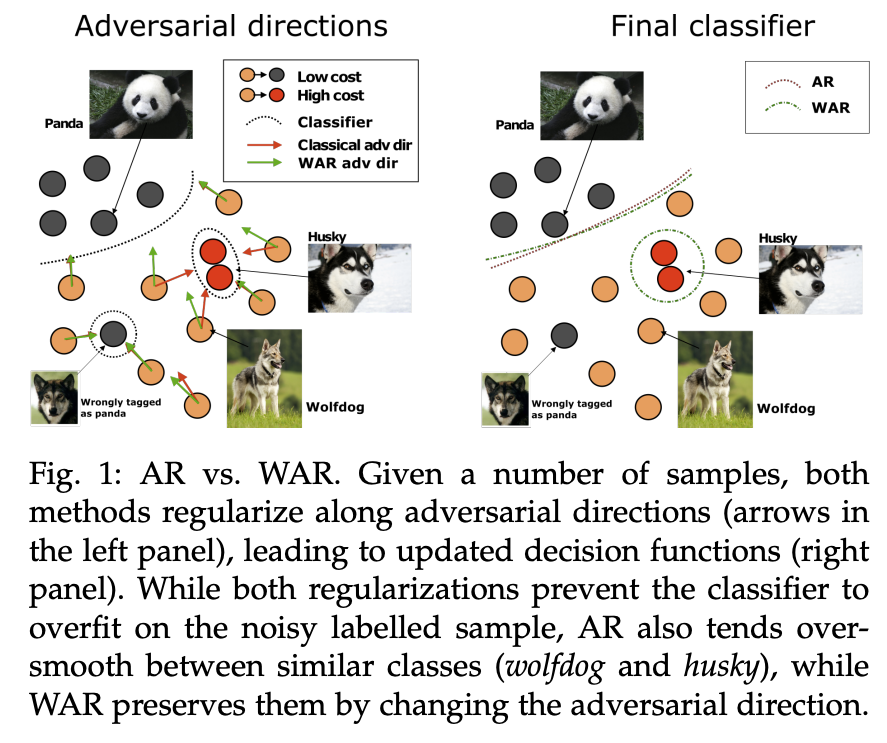 Adversarial directions
Panda
Low cost
High cost
Classifier
Classical adv dir
WAR adv dir
Husky
Wrongly tagged
as panda
Wolfdog
Final classifier
Panda
AR
WAR
Husky
Wrongly tagged
as panda
Wolfdog
Fig. 1: AR vs. WAR. Given a number of samples, both
methods regularize along adversarial directions (arrows in
the left panel), leading to updated decision functions (right
panel). While both regularizations prevent the classifier to
overfit on the noisy labelled sample, AR also tends over-
smooth between similar classes (wolfdog and husky), while
WAR preserves them by changing the adversarial direction.